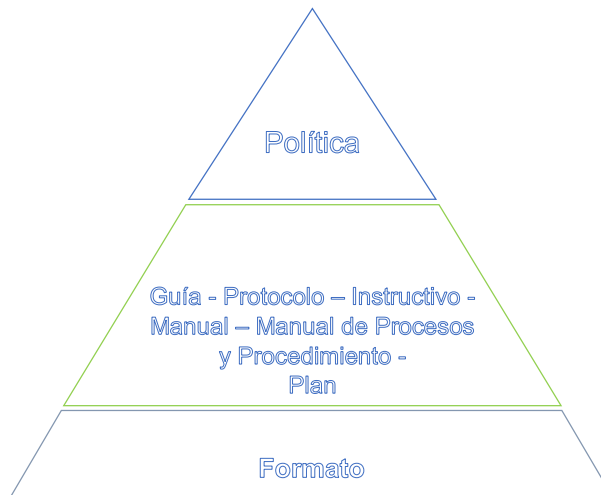 Política
Guía - Protocolo – Instructivo -
Manual – Manual de Procesos
y Procedimiento -
Plan
Formato